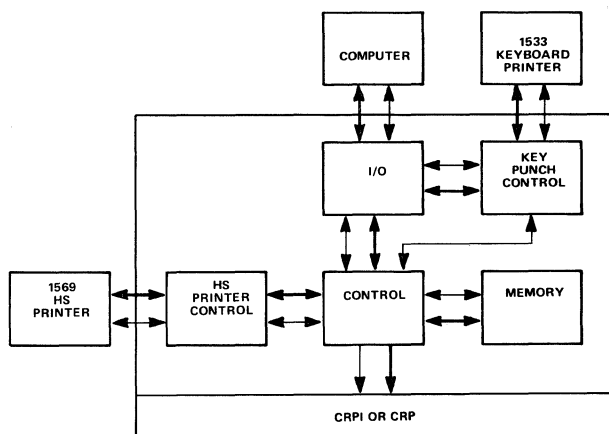 COMPUTER
1533
KEYBOARD
PRINTER
I/O
KEY
PUNCH
CONTROL
1569
HS
PRINTER
HS
PRINTER
CONTROL
CONTROL
MEMORY
CRPI OR CRP